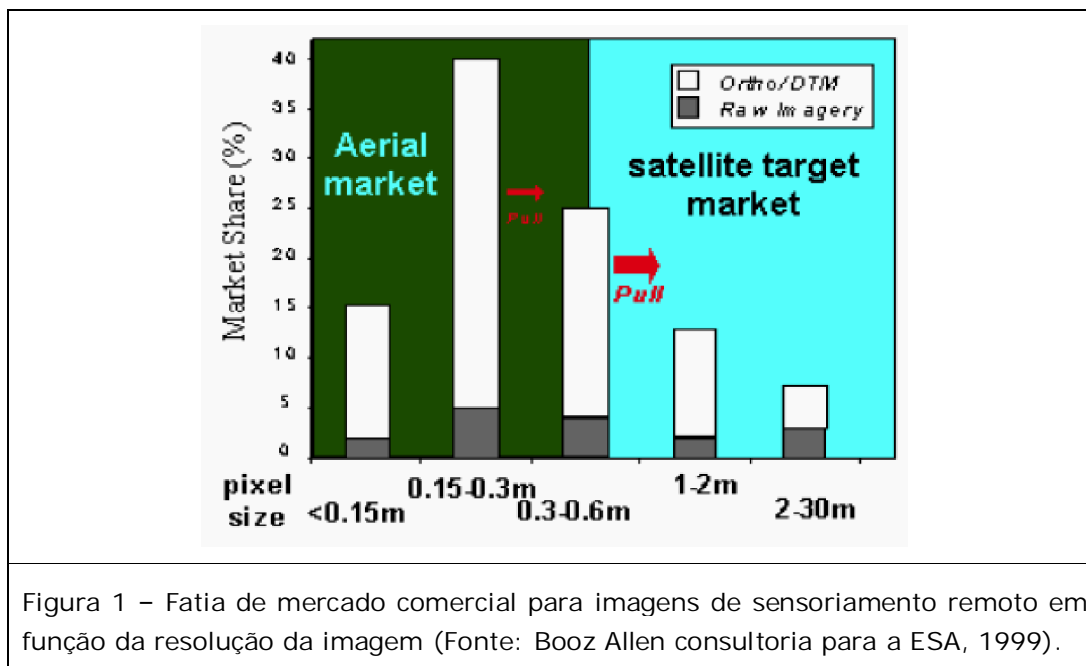 40
35
30
25
20
15
10
5
0
Market Share (%)
Aerial
market
Pull
Ortho/DTM
Raw Imagery
satellite target
market
Pull
pixel
size
<0.15m
0.15-0.3m
0.3-0.6m
1-2m
2-30m
Figura 1 – Fatia de mercado comercial para imagens de sensoriamento remoto em
função da resolução da imagem (Fonte: Booz Allen consultoria para a ESA, 1999).